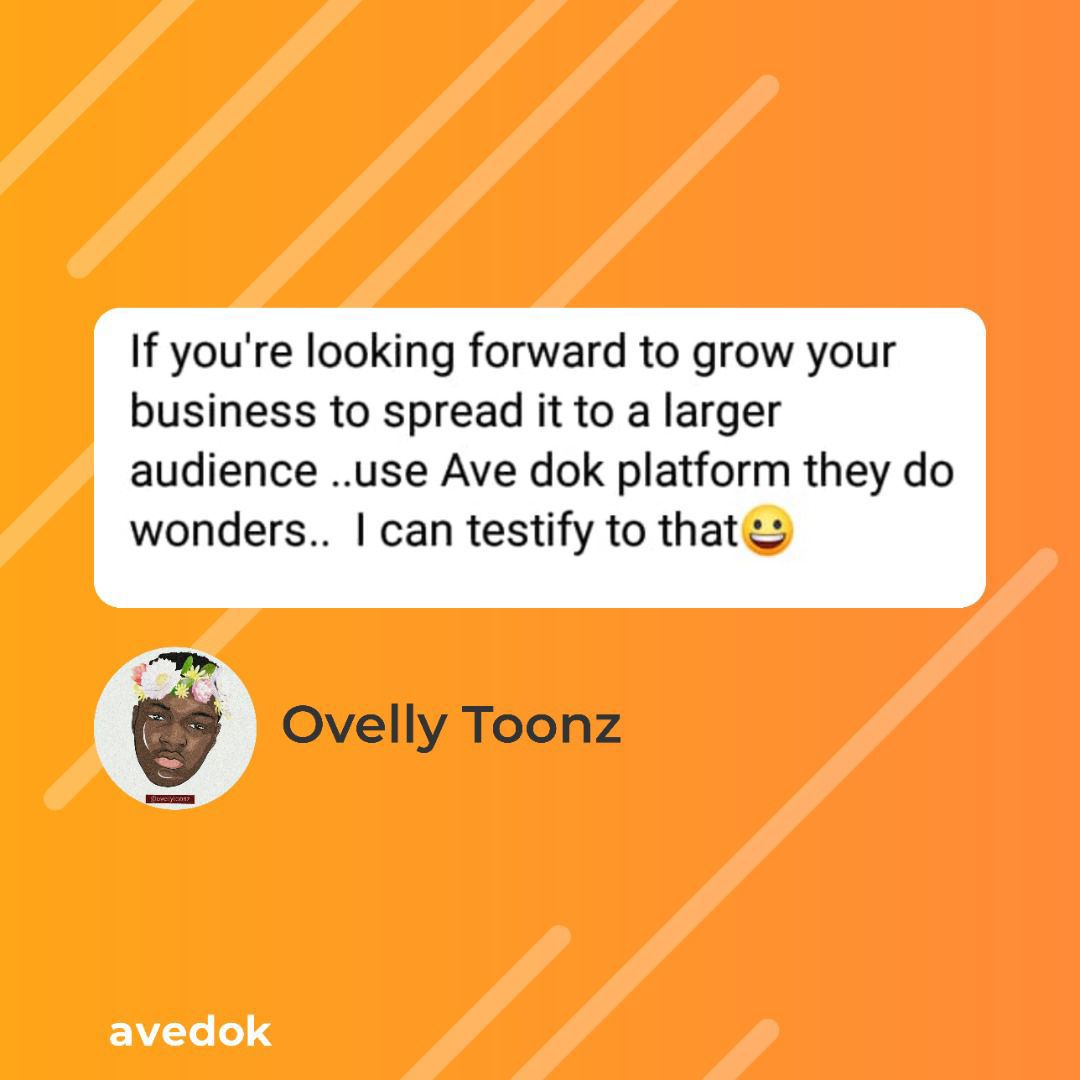 If you're looking forward to grow your
business to spread it to a larger
audience ..use Ave dok platform they do
wonders..  I can testify to that😀
Ovelly Toonz
@ovellytoonz
avedok